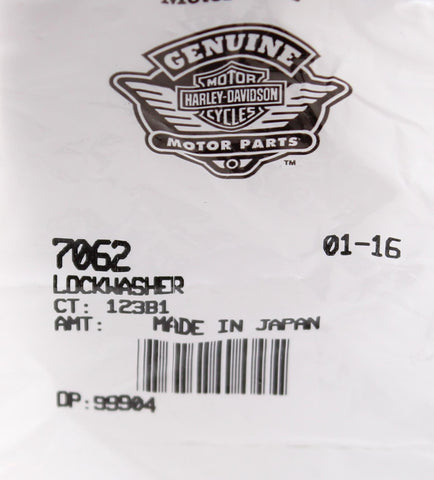 GENUINE
MOTOR
HARLEY-DAVIDSON
CYCLES
MOTOR PARTS
™
7062 01-16
LOCKWASHER
CT: 12381
AMT: MADE IN JAPAN
DP:99904